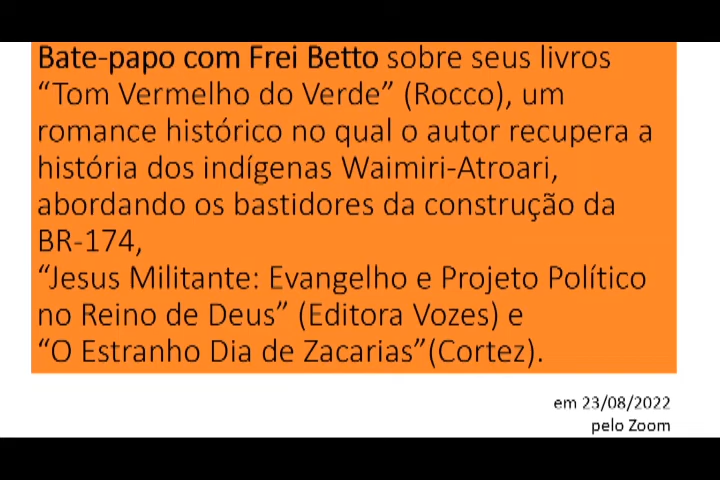 Bate-papo com Frei Betto sobre seus livros
“Tom Vermelho do Verde” (Rocco), um
romance histórico no qual o autor recupera a
história dos indígenas Waimiri-Atroari,
abordando os bastidores da construção da
BR-174,
“Jesus Militante: Evangelho e Projeto Político
no Reino de Deus” (Editora Vozes) e
“O Estranho Dia de Zacarias”(Cortez).
em 23/08/2022
pelo Zoom